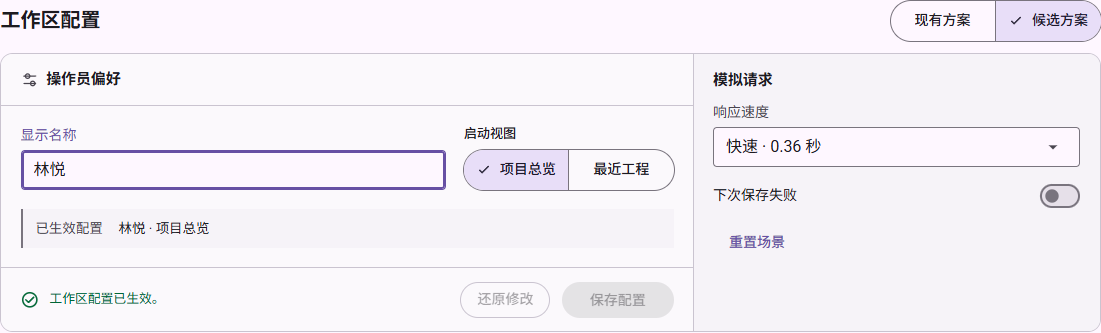 工作区配置
现有方案
候选方案
操作员偏好
显示名称
林悦
启动视图
项目总览
最近工程
已生效配置 林悦 · 项目总览
工作区配置已生效。
还原修改
保存配置
模拟请求
响应速度
快速 · 0.36 秒
下次保存失败
重置场景